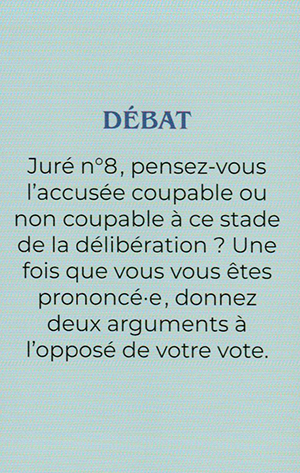 DÉBAT
Juré n°8, pensez-vous
l’accusée coupable ou
non coupable à ce stade
de la délibération ? Une
fois que vous vous êtes
prononcé·e, donnez
deux arguments à
l’opposé de votre vote.